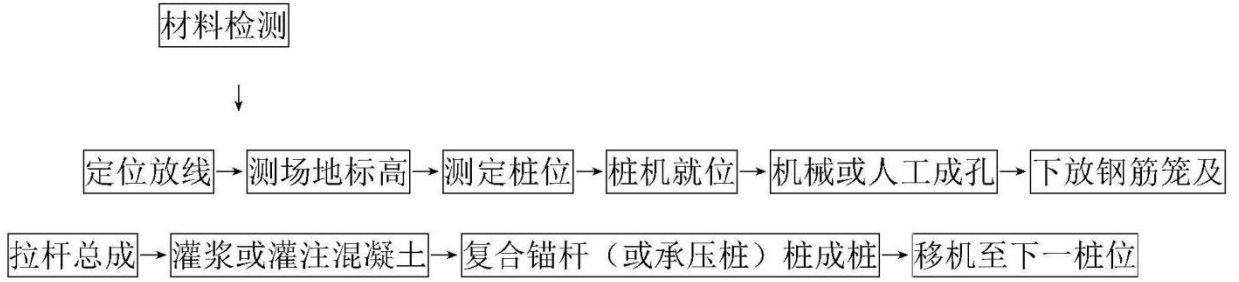 材料检测
↓
定位放线→测场地标高→测定桩位→桩机就位→机械或人工成孔→下放钢筋笼及
拉杆总成→灌浆或灌注混凝土→复合锚杆（或承压桩）桩成桩→移机至下一桩位